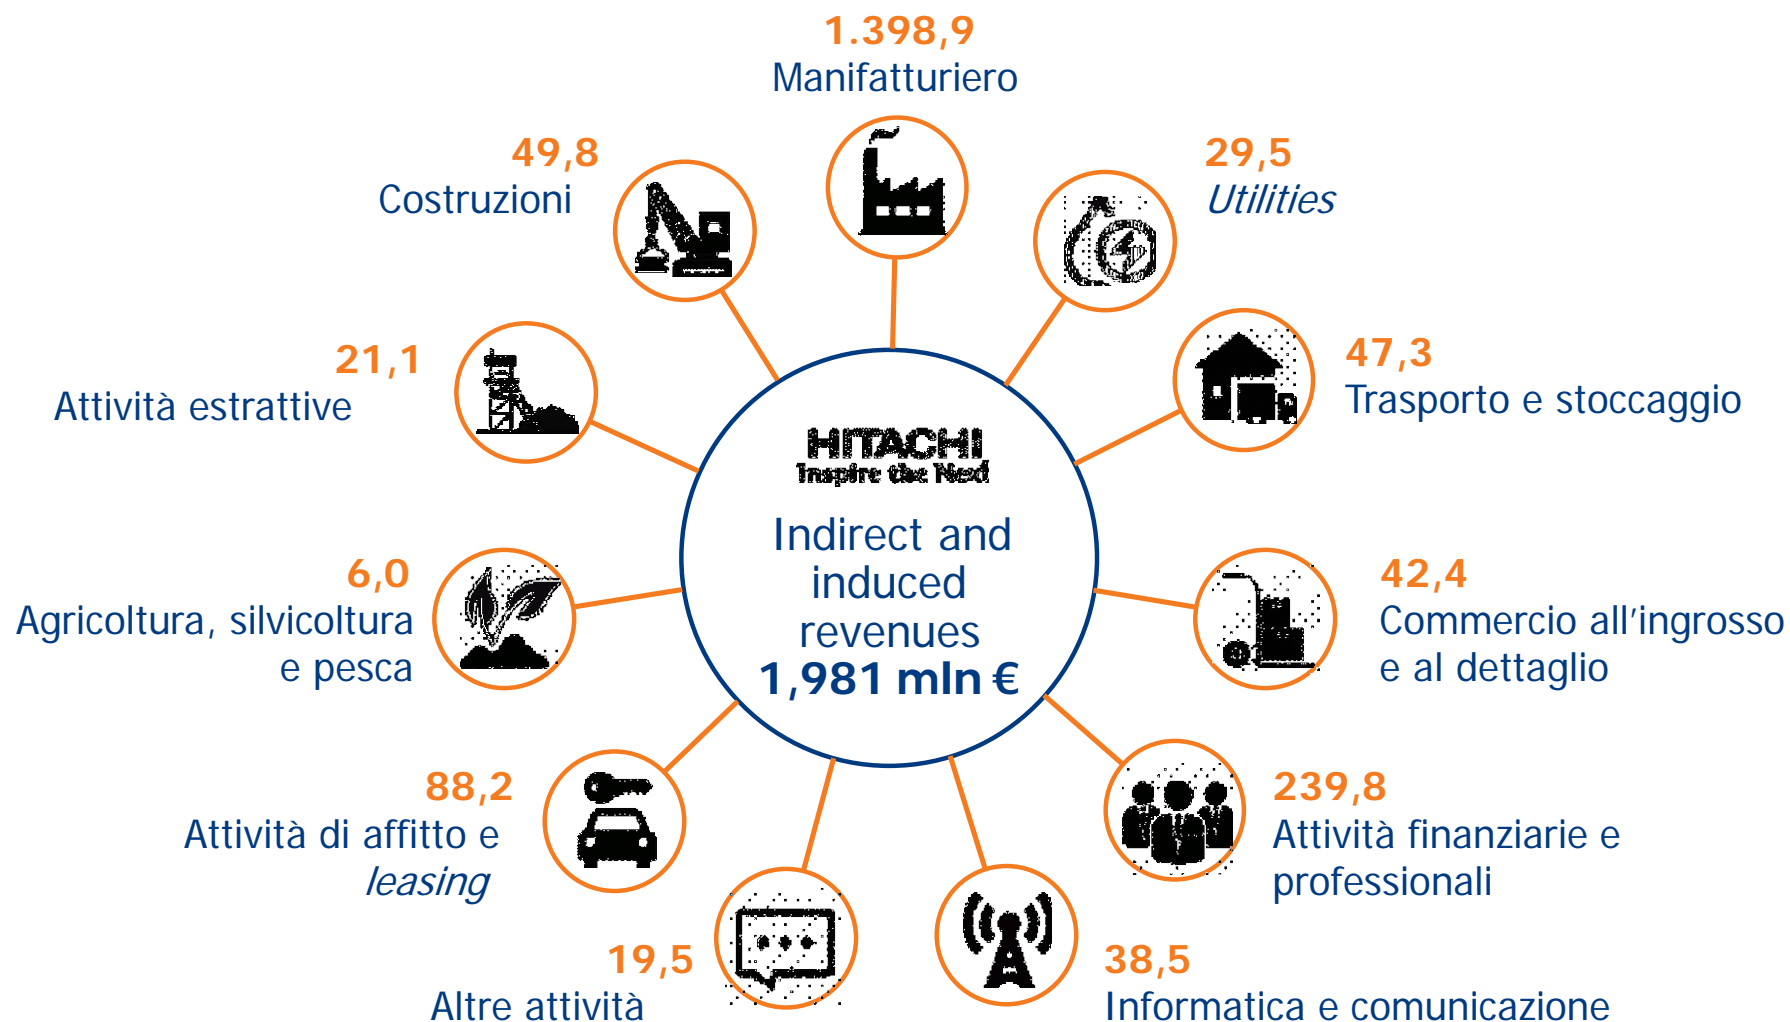 1.398,9
Manifatturiero
49,8
Costruzioni
29,5
Utilities
21,1
Attività estrattive
47,3
Trasporto e stoccaggio
HITACHI
Inspire the Next
Indirect and
induced
revenues
1,981 mln €
6,0
Agricoltura, silvicoltura
e pesca
42,4
Commercio all'ingrosso
e al dettaglio
88,2
Attività di affitto e
leasing
239,8
Attività finanziarie e
professionali
19,5
Altre attività
38,5
Informatica e comunicazione